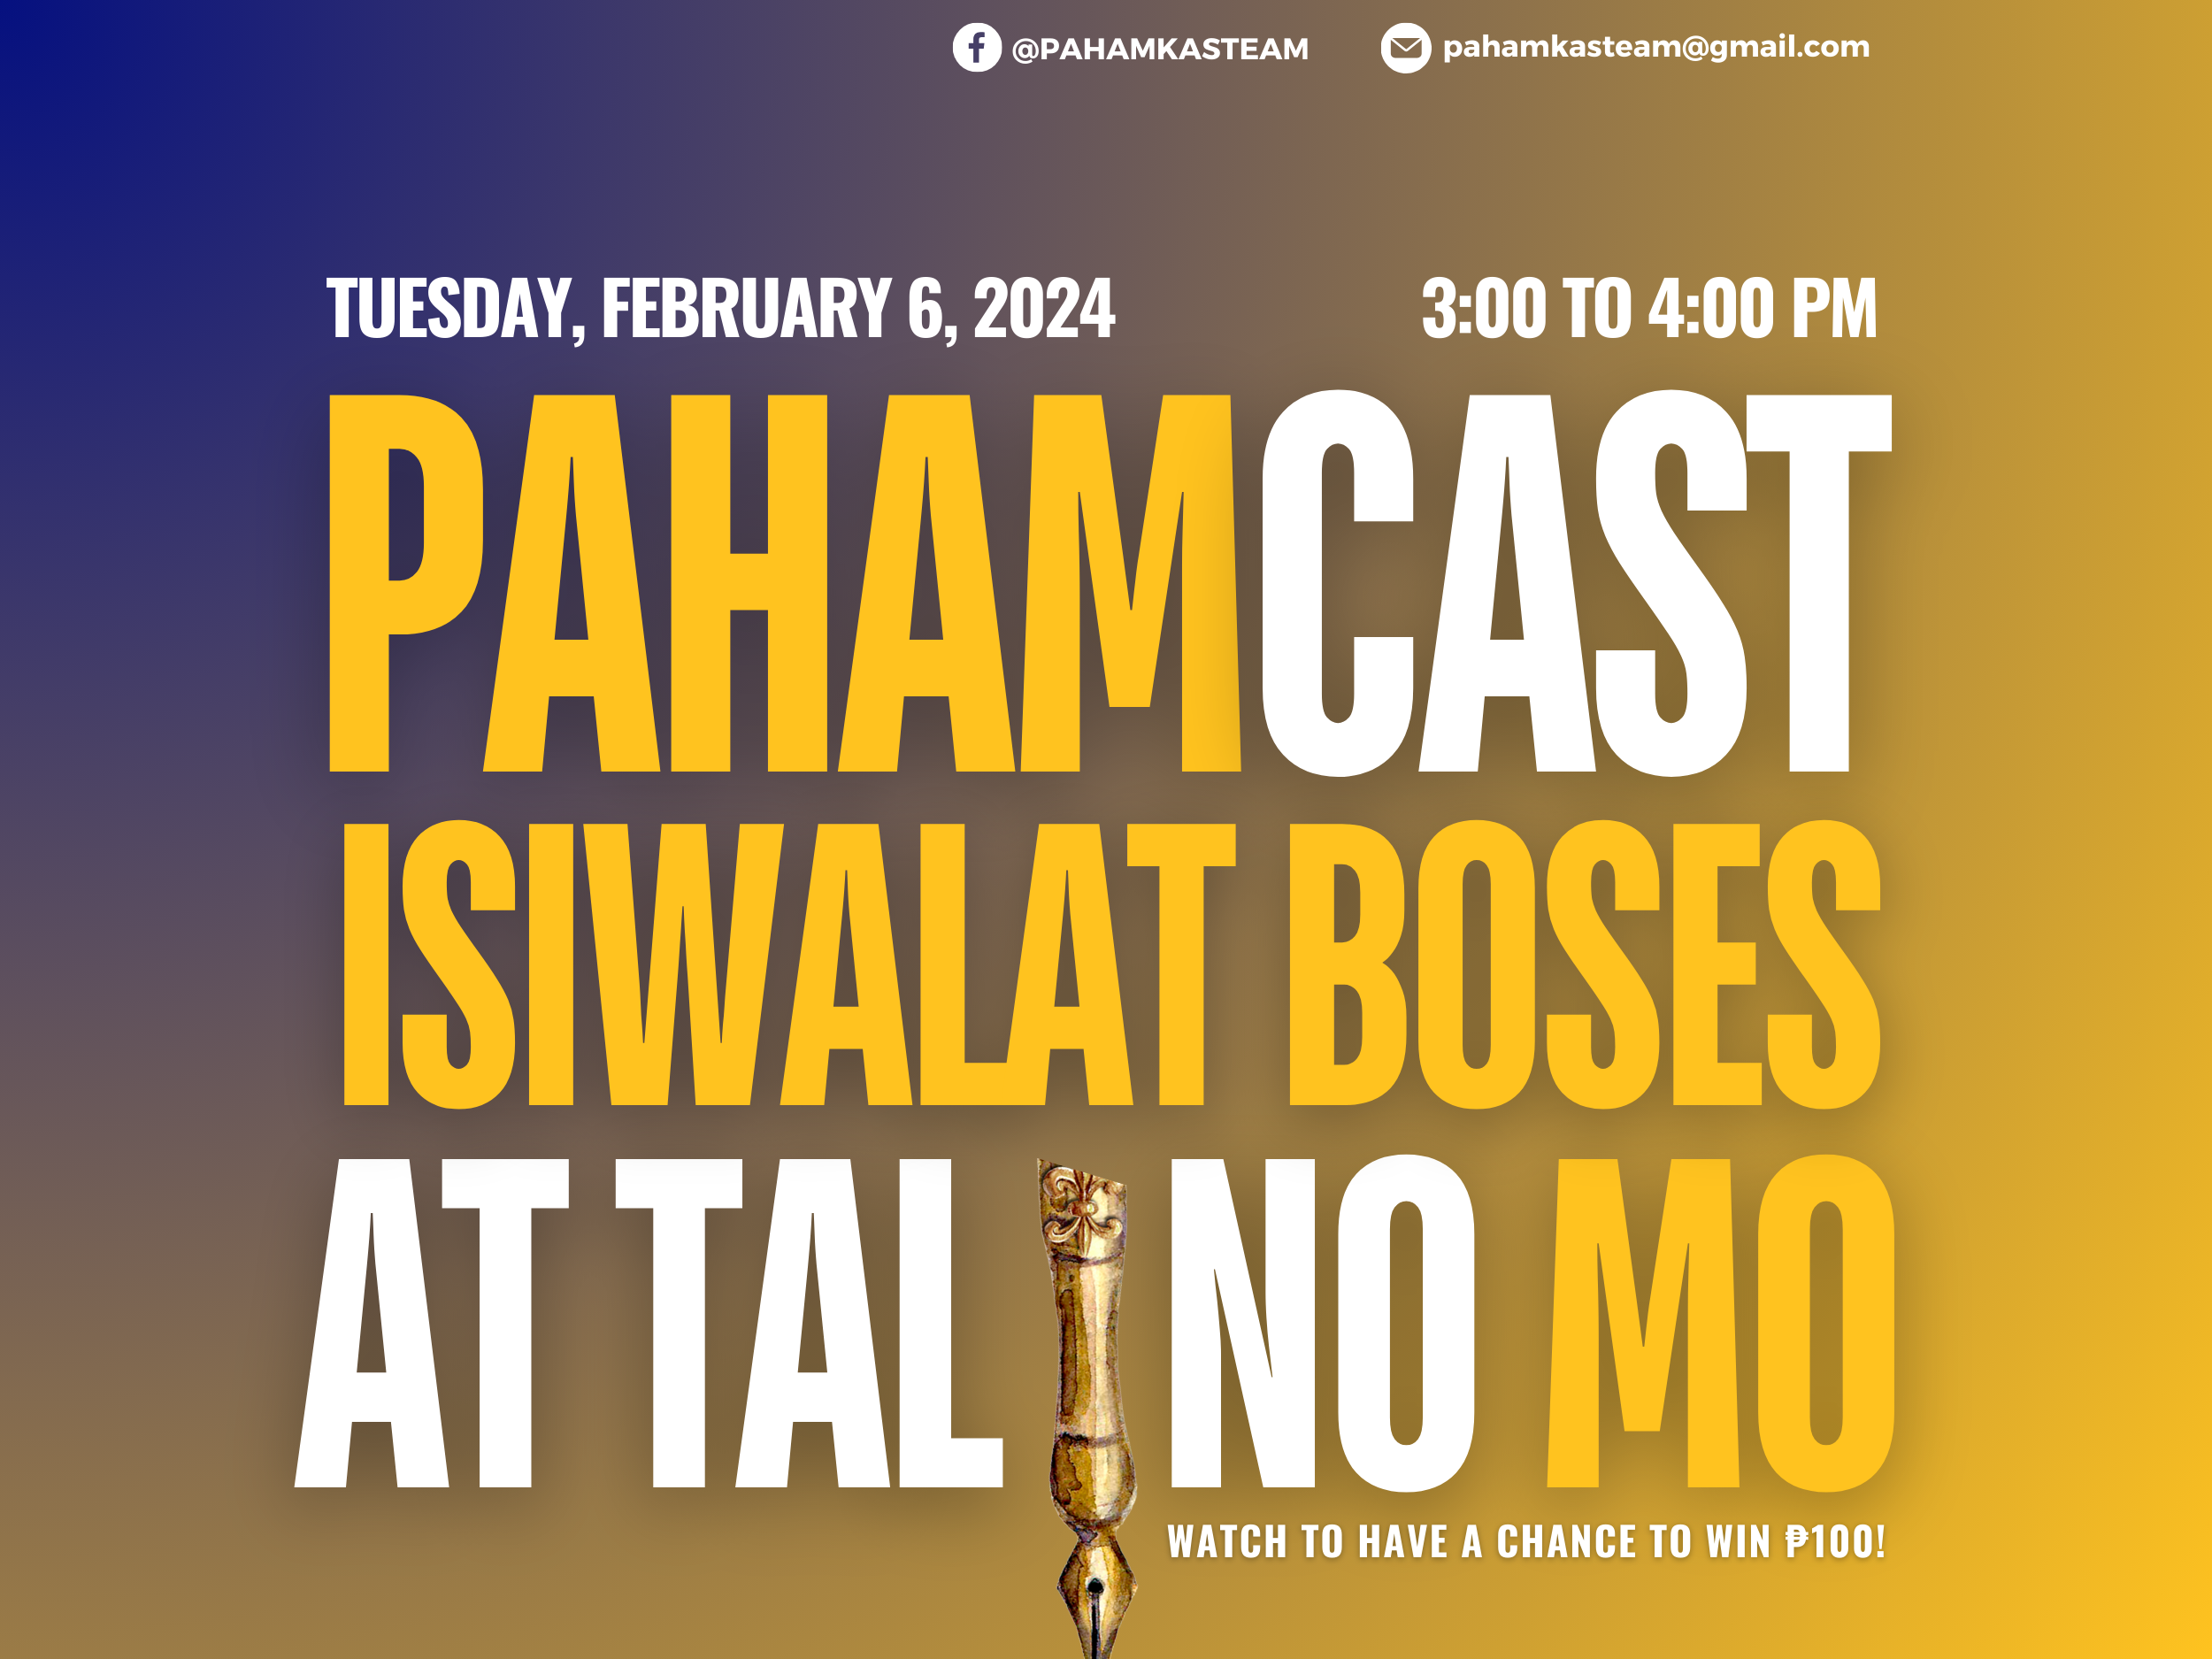 @PAHAMKASTEAM pahamkasteam@gmail.com
TUESDAY, FEBRUARY 6, 2024 3:00 TO 4:00 PM
PAHAMCAST
ISIWALAT BOSES
AT TALINO MO
WATCH TO HAVE A CHANCE TO WIN ₱100!